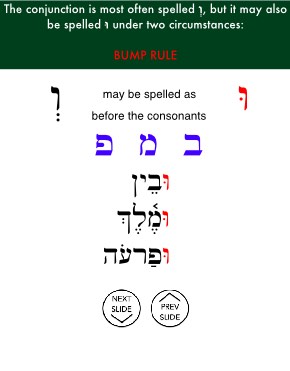 The conjunction is most often spelled וְ, but it may also
be spelled וּ under two circumstances:
BUMP RULE
וְ may be spelled as וּ
before the consonants
ב מ פ
וּבֵין
וּמֶ֫לֶךְ
וּפַרעֹה
NEXT
SLIDE
PREV
SLIDE